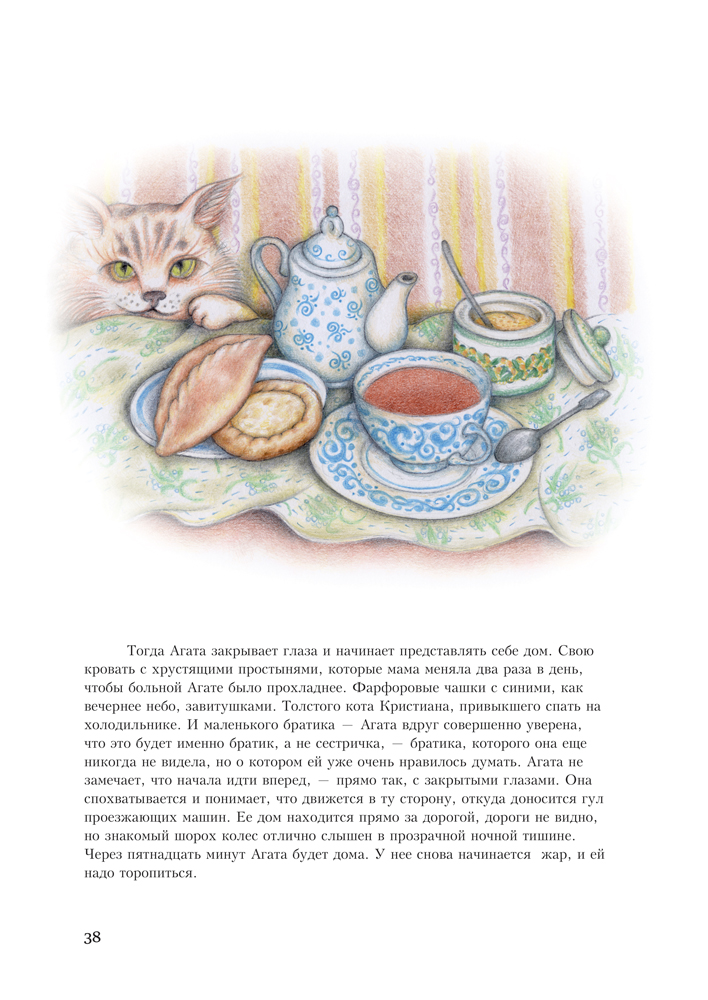 Тогда Агата закрывает глаза и начинает представлять себе дом. Свою
кровать с хрустящими простынями, которые мама меняла два раза в день,
чтобы больной Агате было прохладнее. Фарфоровые чашки с синими, как
вечернее небо, завитушками. Толстого кота Кристиана, привыкшего спать на
холодильнике. И маленького братика — Агата вдруг совершенно уверена,
что это будет именно братик, а не сестричка, — братика, которого она еще
никогда не видела, но о котором ей уже очень нравилось думать. Агата не
замечает, что начала идти вперед, — прямо так, с закрытыми глазами. Она
спохватывается и понимает, что движется в ту сторону, откуда доносится гул
проезжающих машин. Ее дом находится прямо за дорогой, дороги не видно,
но знакомый шорох колес отлично слышен в прозрачной ночной тишине.
Через пятнадцать минут Агата будет дома. У нее снова начинается  жар, и ей
надо торопиться.
38